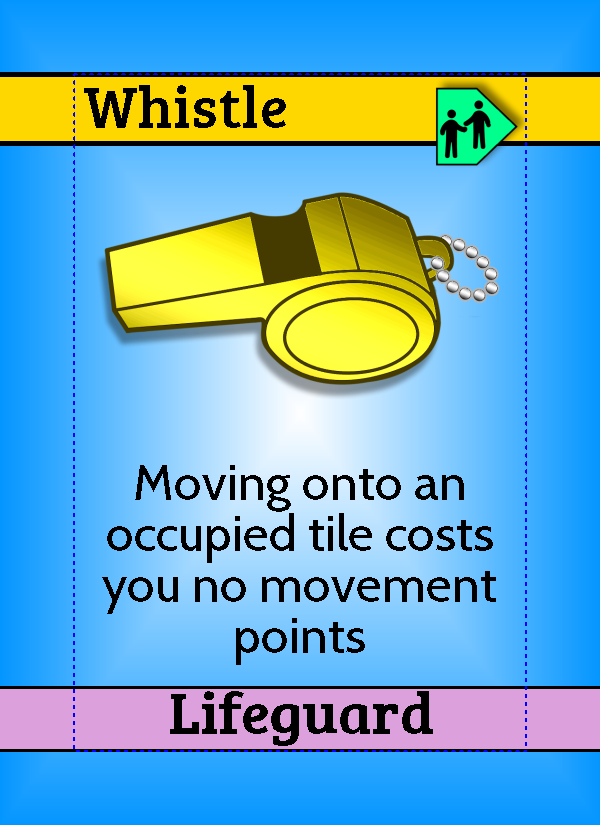 Whistle
Moving onto an
occupied tile costs
you no movement
points
Lifeguard